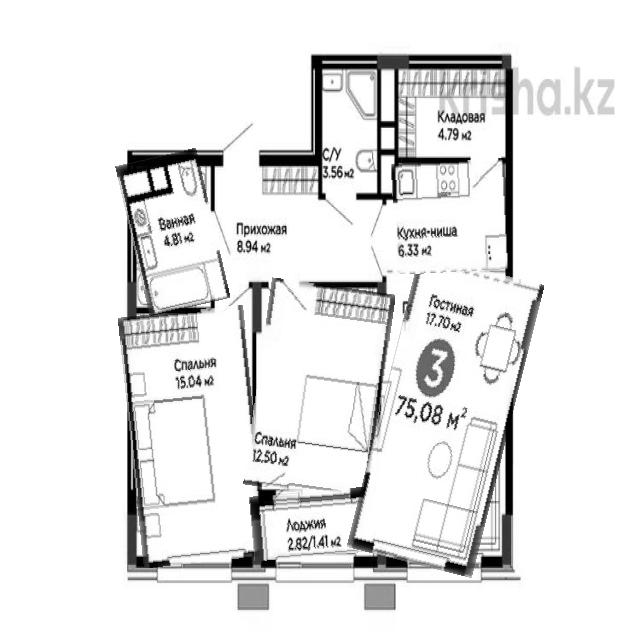 krisha.kz
Кладовая
4.79 м²
С/У
3.56 м²
Ванная
4.81 м²
Прихожая
8.94 м²
Кухня-ниша
6.33 м²
Гостиная
17.70 м²
3
75,08 м²
Спальня
15.04 м²
Спальня
12.50 м²
Лоджия
2.82/1.41 м²